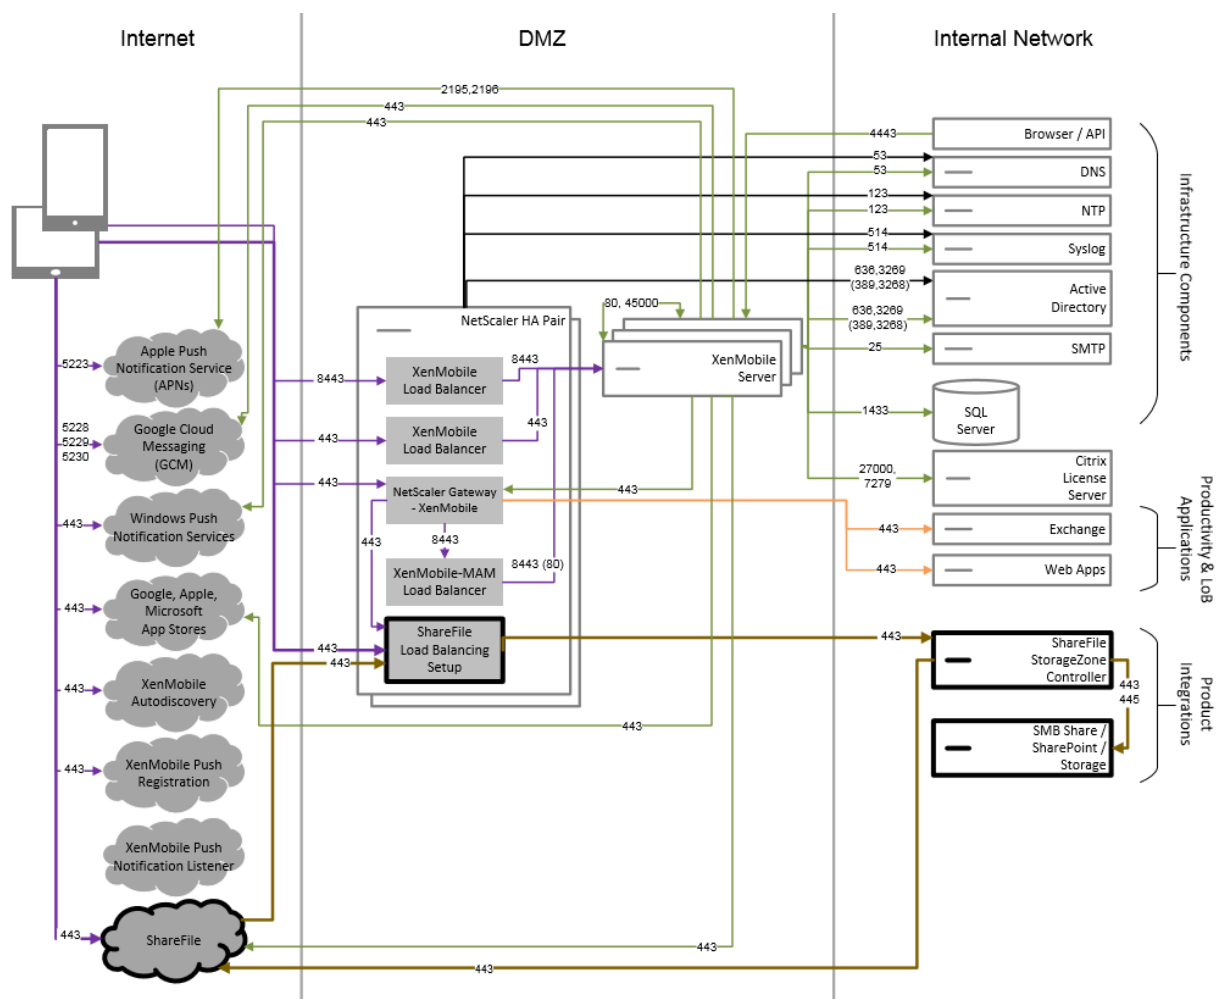 Internet
DMZ
Internal Network
2195,2196
443
443
4443
Browser / API
53
53
DNS
123
123
NTP
514
514
Syslog
636,3269
(389,3268)
636,3269
(389,3268)
Active
Directory
25
SMTP
1433
SQL
Server
27000,
7279
Citrix
License
Server
Infrastructure Components
443
Exchange
443
Web Apps
Productivity & LoB
Applications
443
ShareFile
StorageZone
Controller
443
445
SMB Share /
SharePoint /
Storage
Product
Integrations
NetScaler HA Pair
80, 45000
XenMobile
Server
8443
XenMobile
Load Balancer
8443
443
XenMobile
Load Balancer
443
443
NetScaler Gateway
- XenMobile
443
443
8443
XenMobile-MAM
Load Balancer
8443 (80)
443
443
ShareFile
Load Balancing
Setup
443
443
443
5223
Apple Push
Notification Service
(APNs)
5228
5229
5230
Google Cloud
Messaging
(GCM)
443
Windows Push
Notification Services
443
Google, Apple,
Microsoft
App Stores
443
XenMobile
Autodiscovery
443
XenMobile Push
Registration
XenMobile Push
Notification Listener
443
ShareFile